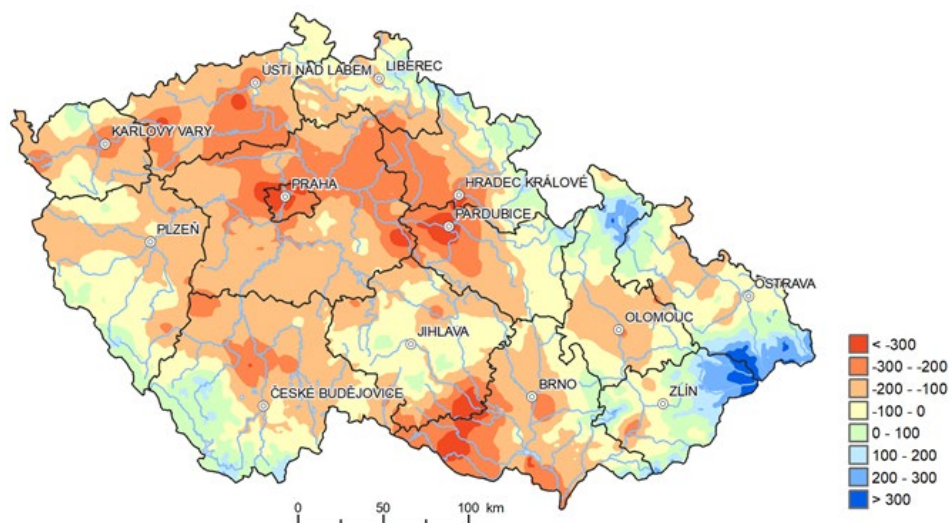 ÚSTÍ NAD LABEM
LIBEREC
KARLOVY VARY
PRAHA
HRADEC KRÁLOVÉ
PARDUBICE
PLZEŇ
OSTRAVA
OLOMOUC
JIHLAVA
BRNO
ZLÍN
ČESKÉ BUDĚJOVICE
< -300
-300 - -200
-200 - -100
-100 - 0
0 - 100
100 - 200
200 - 300
> 300
0 50 100 km